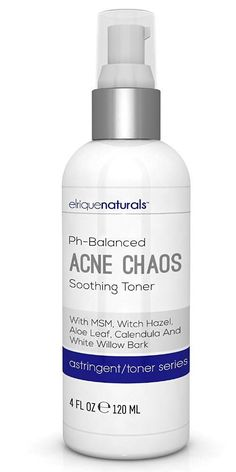 elriquenaturals™
Ph-Balanced
ACNE CHAOS
Soothing Toner
With MSM, Witch Hazel,
Aloe Leaf, Calendula And
White Willow Bark
astringent/toner series
4 FL OZ ℮ 120 ML